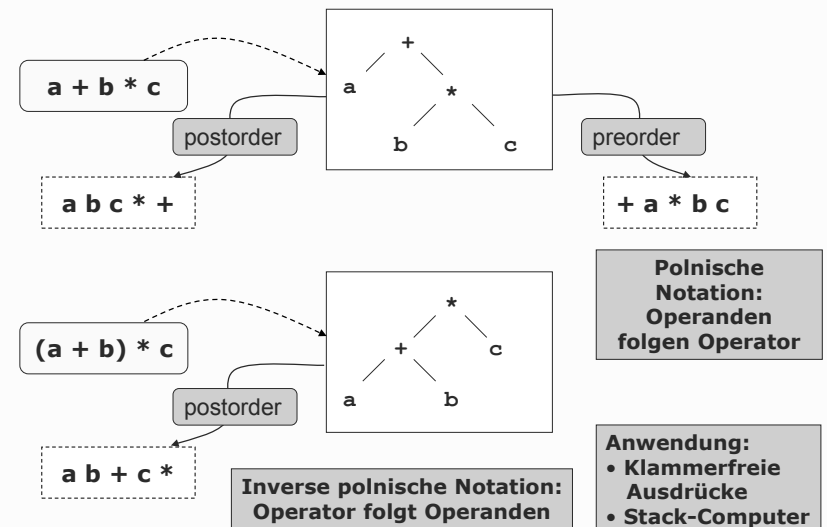 a + b * c
+
a
*
b
c
postorder
preorder
a b c * +
+ a * b c
Polnische
Notation:
Operanden
folgen Operator
(a + b) * c
*
+
c
a
b
postorder
a b + c *
Inverse polnische Notation:
Operator folgt Operanden
Anwendung:
• Klammerfreie
Ausdrücke
• Stack-Computer